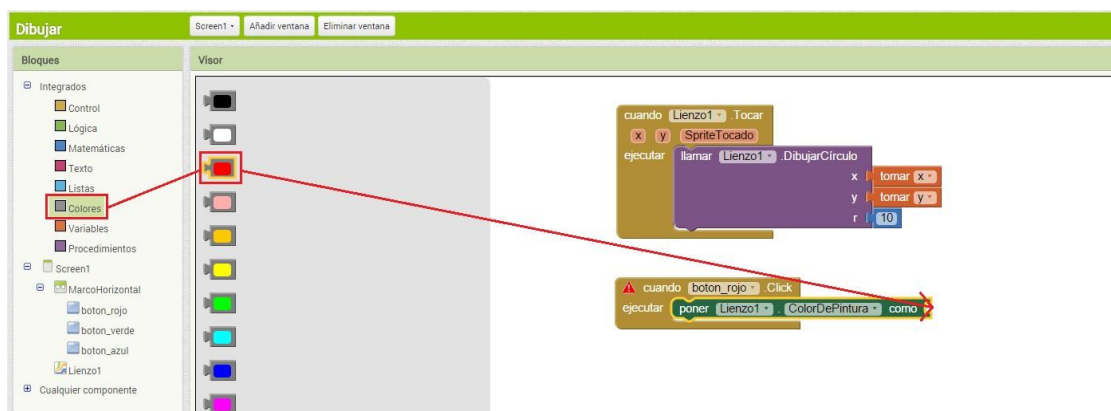 Dibujar
Screen1 Añadir ventana Eliminar ventana
Bloques
Visor
Integrados
Control
Lógica
Matemáticas
Texto
Listas
Colores
Variables
Procedimientos
Screen1
MarcoHorizontal
boton_rojo
boton_verde
boton_azul
Lienzo1
Cualquier componente
cuando Lienzo1 .Tocar
x y SpriteTocado
ejecutar llamar Lienzo1 .DibujarCírculo
x tomar x
y tomar y
r 10
cuando boton_rojo .Click
ejecutar poner Lienzo1 . ColorDePintura como